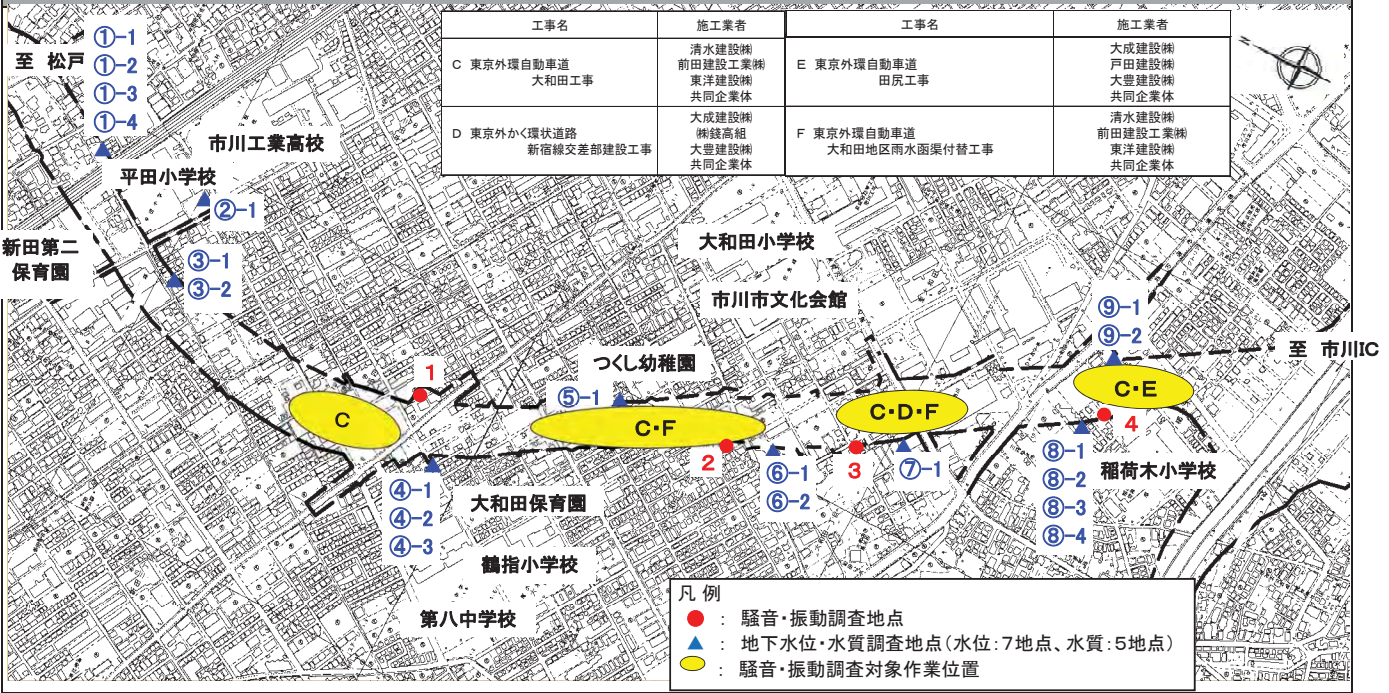 工事名 施工業者 工事名 施工業者
C 東京外環自動車道
大和田工事
清水建設㈱
前田建設工業㈱
東洋建設㈱
共同企業体
E 東京外環自動車道
田尻工事
大成建設㈱
戸田建設㈱
大豊建設㈱
共同企業体
D 東京外かく環状道路
新宿線交差部建設工事
大成建設㈱
㈱錢高組
大豊建設㈱
共同企業体
F 東京外環自動車道
大和田地区雨水函渠付替工事
清水建設㈱
前田建設工業㈱
東洋建設㈱
共同企業体
至 松戸
①-1
①-2
①-3
①-4
市川工業高校
平田小学校
②-1
新田第二
保育園
③-1
③-2
大和田小学校
市川市文化会館
⑨-1
⑨-2
至 市川IC
つくし幼稚園
1
⑤-1
C
C・F
C・D・F
C・E
2
3
4
④-1
④-2
④-3
大和田保育園
⑥-1
⑥-2
⑦-1
⑧-1
⑧-2
⑧-3
⑧-4
稲荷木小学校
鶴指小学校
第八中学校
凡 例
： 騒音・振動調査地点
： 地下水位・水質調査地点（水位：7地点、水質：5地点）
： 騒音・振動調査対象作業位置